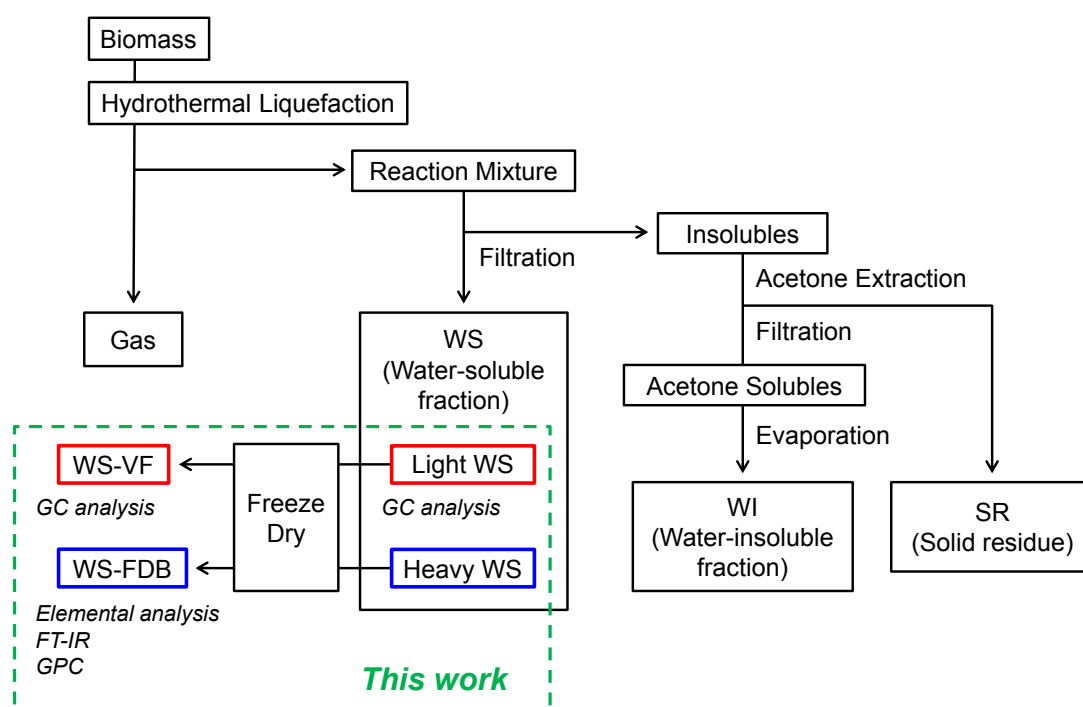 Biomass
Hydrothermal Liquefaction
Reaction Mixture
Insolubles
Filtration
Acetone Extraction
Gas
WS
(Water-soluble
fraction)
Filtration
Acetone Solubles
Evaporation
WS-VF
GC analysis
Freeze
Dry
Light WS
GC analysis
WI
(Water-insoluble
fraction)
SR
(Solid residue)
WS-FDB
Heavy WS
Elemental analysis
FT-IR
GPC
This work